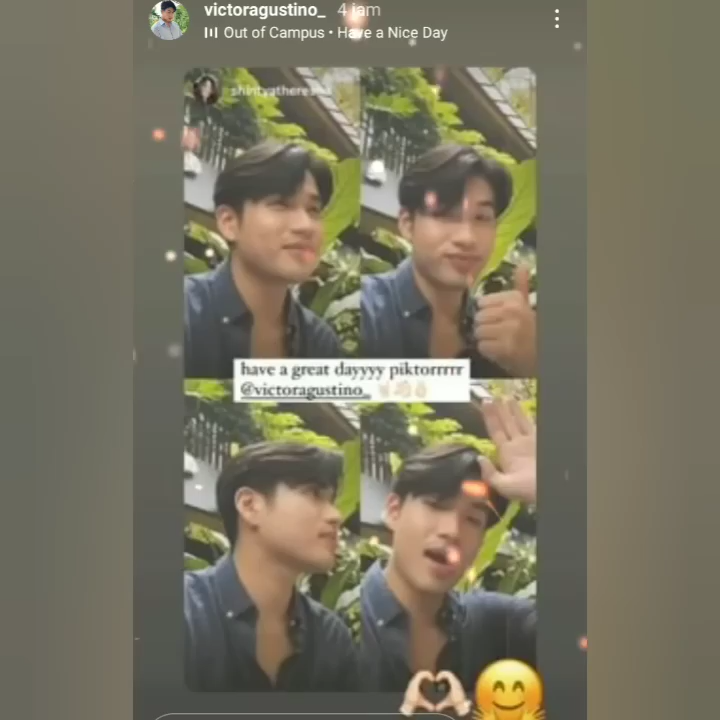 victoragustino_ 4 jam
Out of Campus • Have a Nice Day
have a great dayyyy piktorrrrr
@victoragustino_